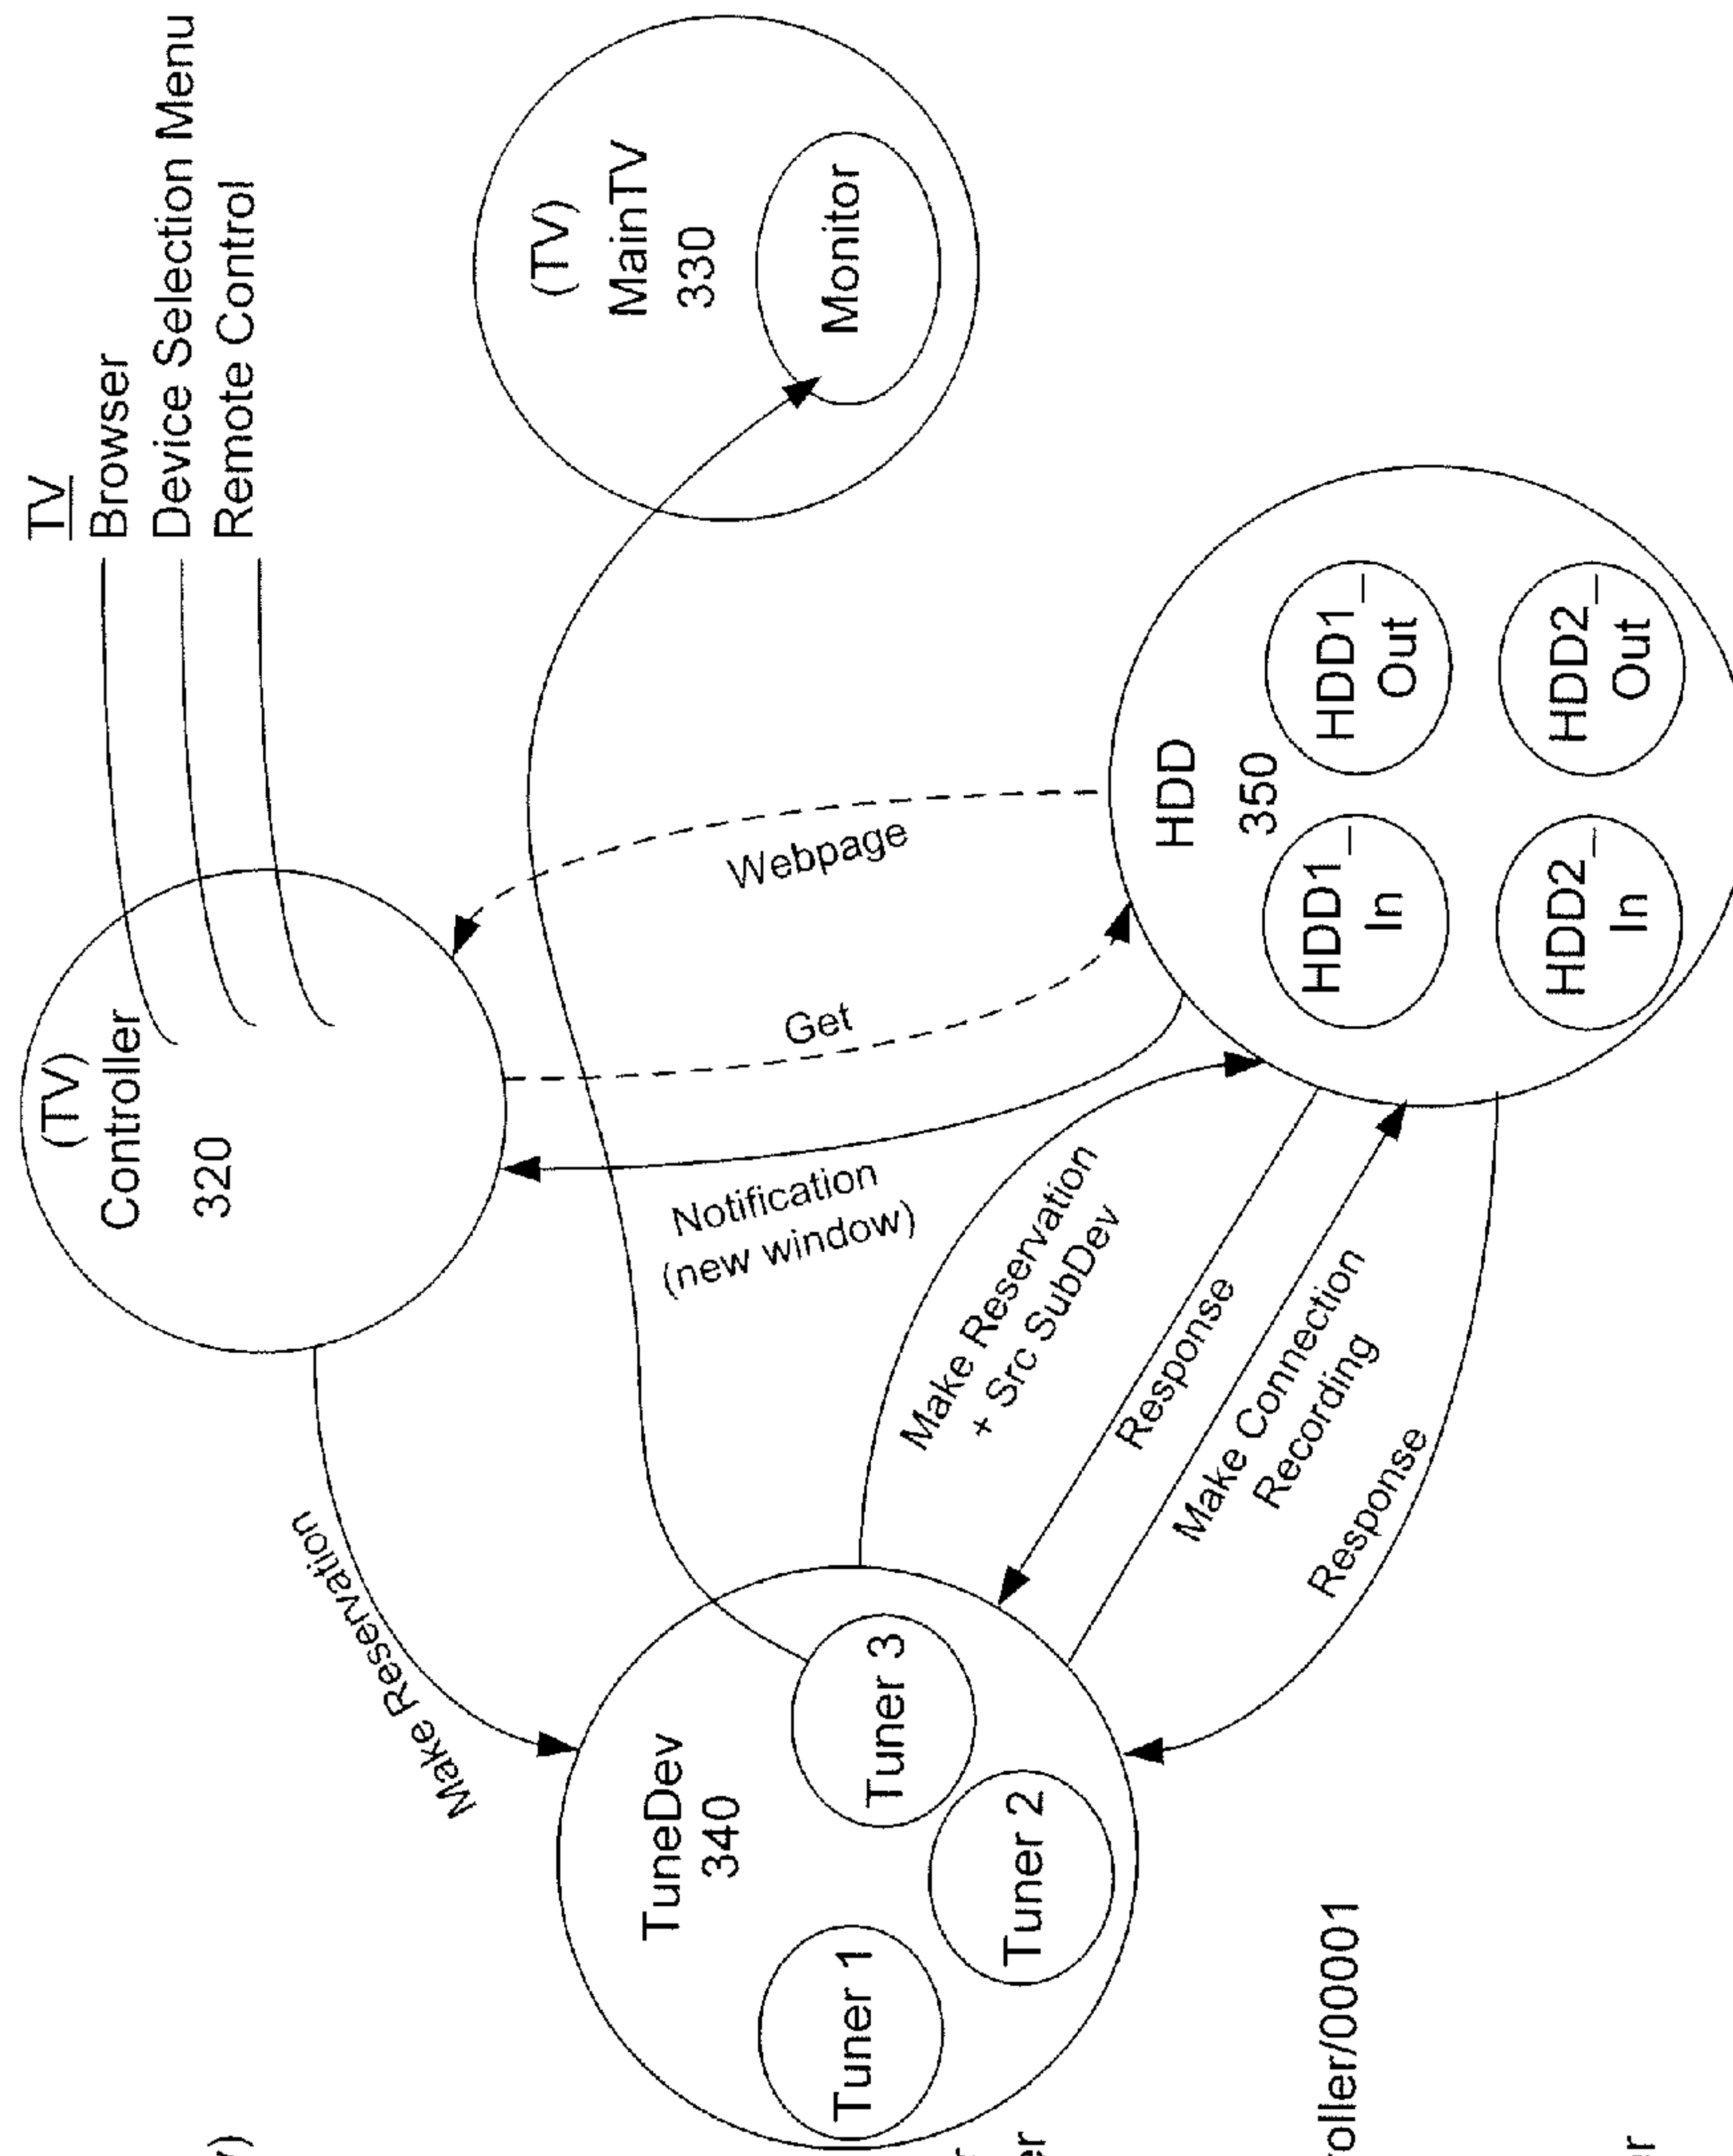 TV
Browser
Device Selection Menu
Remote Control
(TV)
Controller
320
(TV)
MainTV
330
Monitor
Make Reservation
Notification
(new window)
Get
Webpage
TuneDev
340
Tuner 1
Tuner 2
Tuner 3
Make Reservation
+ Src SubDev
Response
Make Connection
Recording
Response
HDD
350
HDD1_
In
HDD1_
Out
HDD2_
In
HDD2_
Out
roller/00001